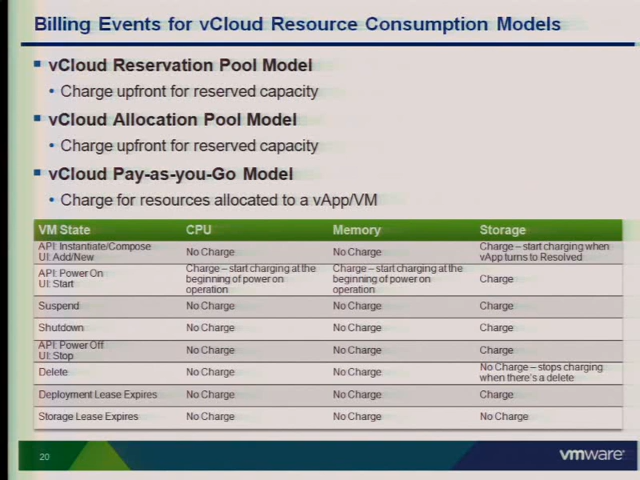 Billing Events for vCloud Resource Consumption Models
vCloud Reservation Pool Model
Charge upfront for reserved capacity
vCloud Allocation Pool Model
Charge upfront for reserved capacity
vCloud Pay-as-you-Go Model
Charge for resources allocated to a vApp/VM
VM State CPU Memory Storage
API: Instantiate/Compose
UI: Add/New No Charge No Charge Charge – start charging when
vApp turns to Resolved
API: Power On
UI: Start Charge – start charging at the
beginning of power on
operation Charge – start charging at the
beginning of power on
operation Charge
Suspend No Charge No Charge Charge
Shutdown No Charge No Charge Charge
API: Power Off
UI: Stop No Charge No Charge Charge
Delete No Charge No Charge No Charge – stops charging
when there's a delete
Deployment Lease Expires No Charge No Charge Charge
Storage Lease Expires No Charge No Charge No Charge
20
vmware